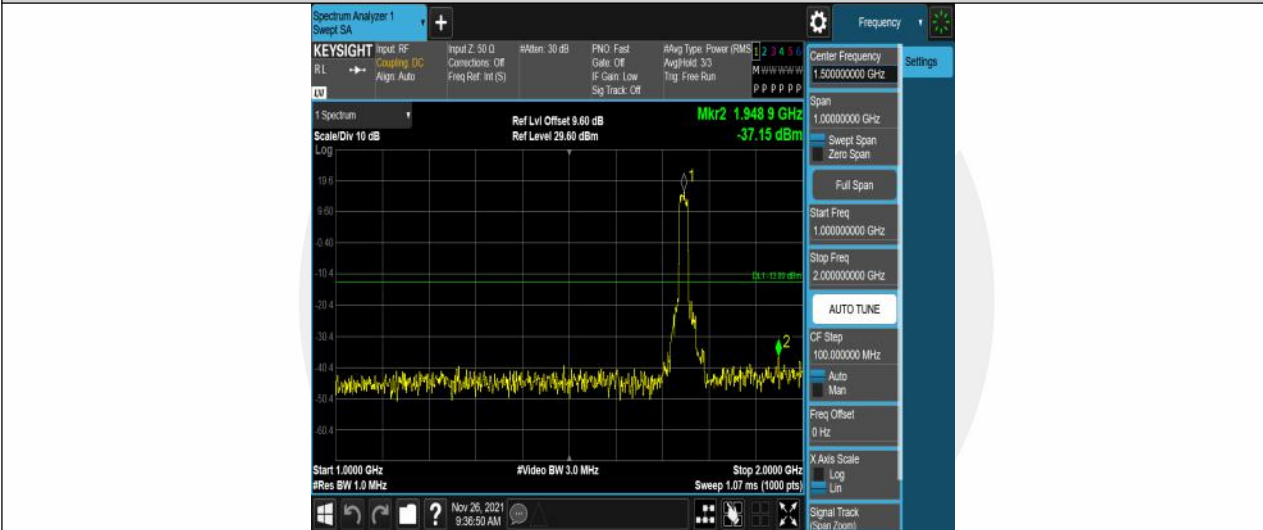 Spectrum Analyzer 1
Swept SA
+
Frequency
KEYSIGHT
RL
LV
Input: RF
Coupling: DC
Align: Auto
Input Z: 50 Ω
Corrections: Off
Freq Ref: Int (S)
#Atten: 30 dB
PNO: Fast
Gate: Off
IF Gain: Low
Sig Track: Off
#Avg Type: Power (RMS
Avg|Hold: 3/3
Trig: Free Run
1 2 3 4 5 6
M W W W W W
P P P P P P
1 Spectrum
Scale/Div 10 dB
Log
Ref Lvl Offset 9.60 dB
Ref Level 29.60 dBm
Mkr2 1.948 9 GHz
-37.15 dBm
19.6
9.60
-0.40
-10.4
-20.4
-30.4
-40.4
-50.4
-60.4
1
DL1 -13.00 dBm
2
Start 1.0000 GHz
#Res BW 1.0 MHz
#Video BW 3.0 MHz
Stop 2.0000 GHz
Sweep 1.07 ms (1000 pts)
?
Nov 26, 2021
9:36:50 AM
Center Frequency
1.500000000 GHz
Settings
Span
1.00000000 GHz
Swept Span
Zero Span
Full Span
Start Freq
1.000000000 GHz
Stop Freq
2.000000000 GHz
AUTO TUNE
CF Step
100.000000 MHz
Auto
Man
Freq Offset
0 Hz
X Axis Scale
Log
Lin
Signal Track
(Span Zoom)